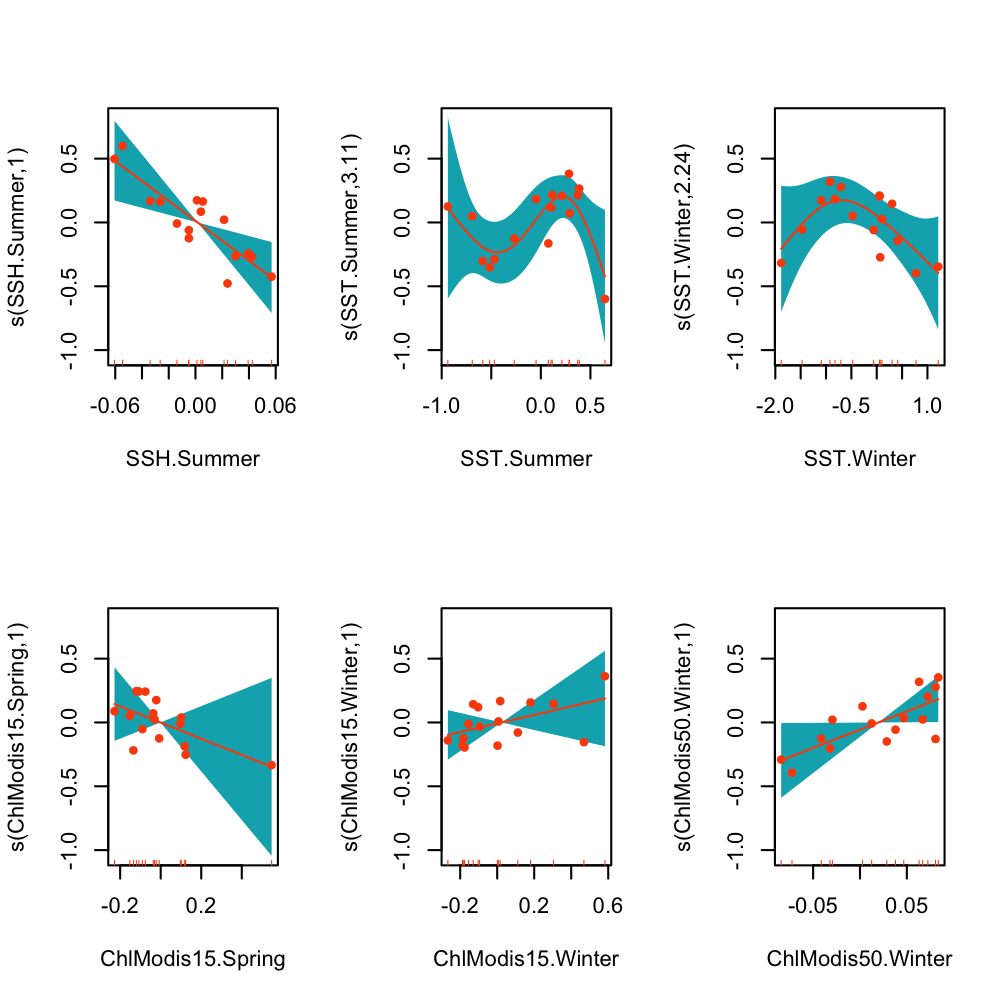 s(SSH.Summer,1)
0.5
0.0
-0.5
-1.0
-0.06 0.00 0.06
SSH.Summer
s(SST.Summer,3.11)
0.5
0.0
-0.5
-1.0
-1.0 0.0 0.5
SST.Summer
s(SST.Winter,2.24)
0.5
0.0
-0.5
-1.0
-2.0 -0.5 1.0
SST.Winter
s(ChlModis15.Spring,1)
0.5
0.0
-0.5
-1.0
-0.2 0.2
ChlModis15.Spring
s(ChlModis15.Winter,1)
0.5
0.0
-0.5
-1.0
-0.2 0.2 0.6
ChlModis15.Winter
s(ChlModis50.Winter,1)
0.5
0.0
-0.5
-1.0
-0.05 0.05
ChlModis50.Winter